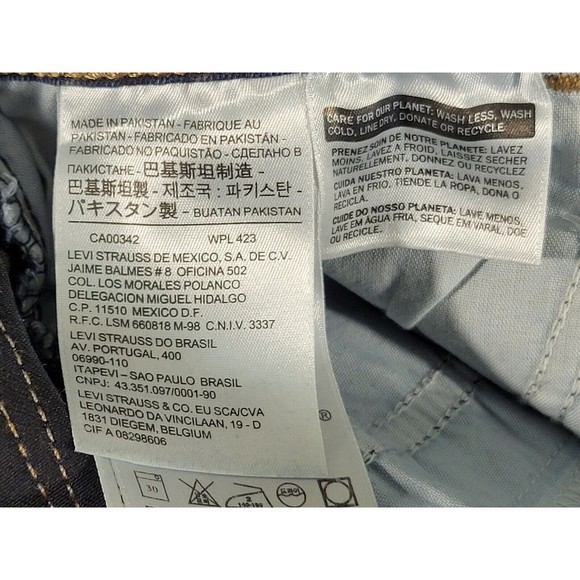 MADE IN PAKISTAN - FABRIQUE AU
PAKISTAN - FABRICADO EN PAKISTÁN -
FABRICADO NO PAQUISTÃO - СДЕЛАНО В
ПАКИСТАНЕ - 巴基斯坦制造 -
巴基斯坦製 - 제조국 : 파키스탄 -
パキスタン製 - BUATAN PAKISTAN
CA00342 WPL 423
LEVI STRAUSS DE MEXICO, S.A. DE C.V.
JAIME BALMES # 8 OFICINA 502
COL. LOS MORALES POLANCO
DELEGACION MIGUEL HIDALGO
C.P. 11510 MEXICO D.F.
R.F.C. LSM 660818 M-98 C.N.I.V. 3337
LEVI STRAUSS DO BRASIL
AV. PORTUGAL, 400
06990-110
ITAPEVI – SAO PAULO BRASIL
CNPJ: 43.351.097/0001-90
LEVI STRAUSS & CO. EU SCA/CVA
LEONARDO DA VINCILAAN, 19 - D
1831 DIEGEM, BELGIUM
CIF A 08298606
CARE FOR OUR PLANET: WASH LESS, WASH
COLD, LINE DRY, DONATE OR RECYCLE.
PRENEZ SOIN DE NOTRE PLANETE: LAVEZ
MOINS, LAVEZ A FROID, LAISSEZ SECHER
NATURELLEMENT, DONNEZ OU RECYCLEZ.
CUIDA NUESTRO PLANETA: LAVA MENOS,
LAVA EN FRIO, TIENDE LA ROPA, DONA O
RECICLA.
CUIDE DO NOSSO PLANETA: LAVE MENOS,
LAVE EM ÁGUA FRIA, SEQUE EM VARAL, DOE
OU RECICLE.
®
30